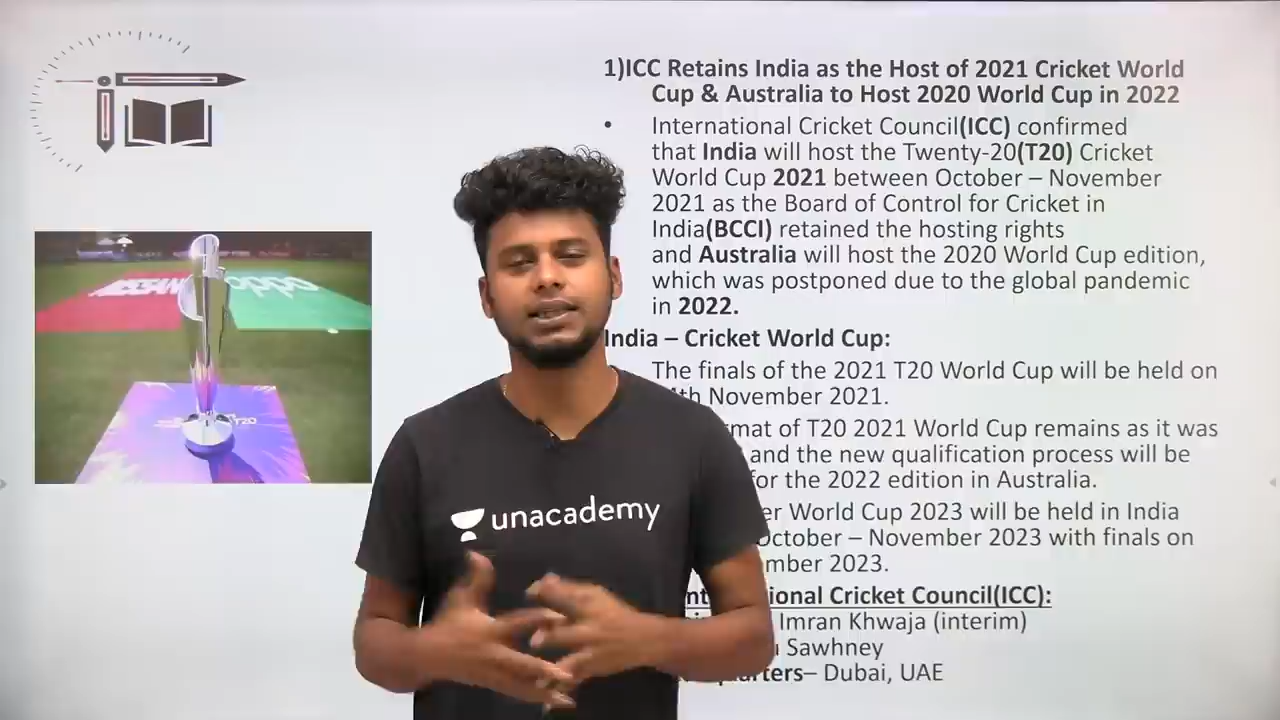 1)ICC Retains India as the Host of 2021 Cricket World
Cup & Australia to Host 2020 World Cup in 2022
• International Cricket Council(ICC) confirmed
that India will host the Twenty-20(T20) Cricket
World Cup 2021 between October – November
2021 as the Board of Control for Cricket in
India(BCCI) retained the hosting rights
and Australia will host the 2020 World Cup edition,
which was postponed due to the global pandemic
in 2022.
India – Cricket World Cup:
The finals of the 2021 T20 World Cup will be held on
November 2021.
of T20 2021 World Cup remains as it was
and the new qualification process will be
for the 2022 edition in Australia.
World Cup 2023 will be held in India
October – November 2023 with finals on
2023.
Cricket Council(ICC):
Imran Khwaja (interim)
Sawhney
– Dubai, UAE
unacademy
oppo
T20